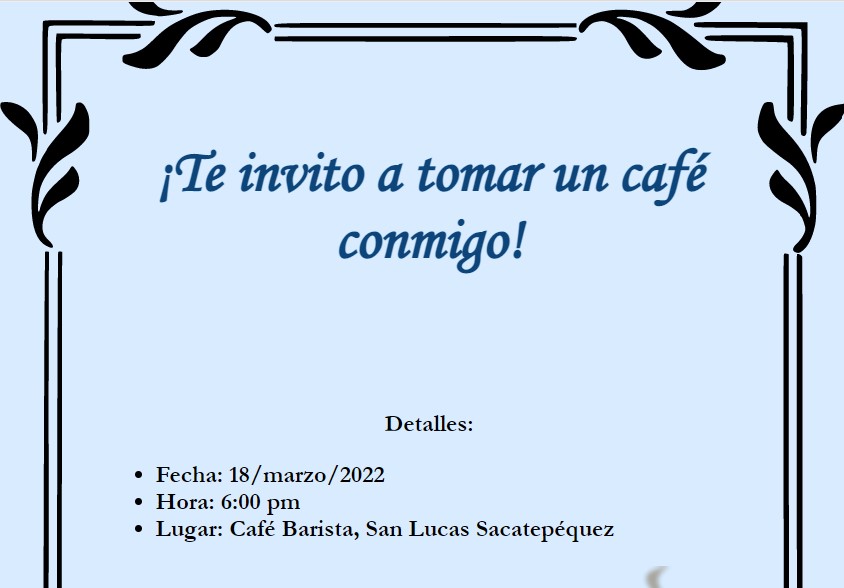 ¡Te invito a tomar un café
conmigo!
Detalles:
• Fecha: 18/marzo/2022
• Hora: 6:00 pm
• Lugar: Café Barista, San Lucas Sacatepéquez